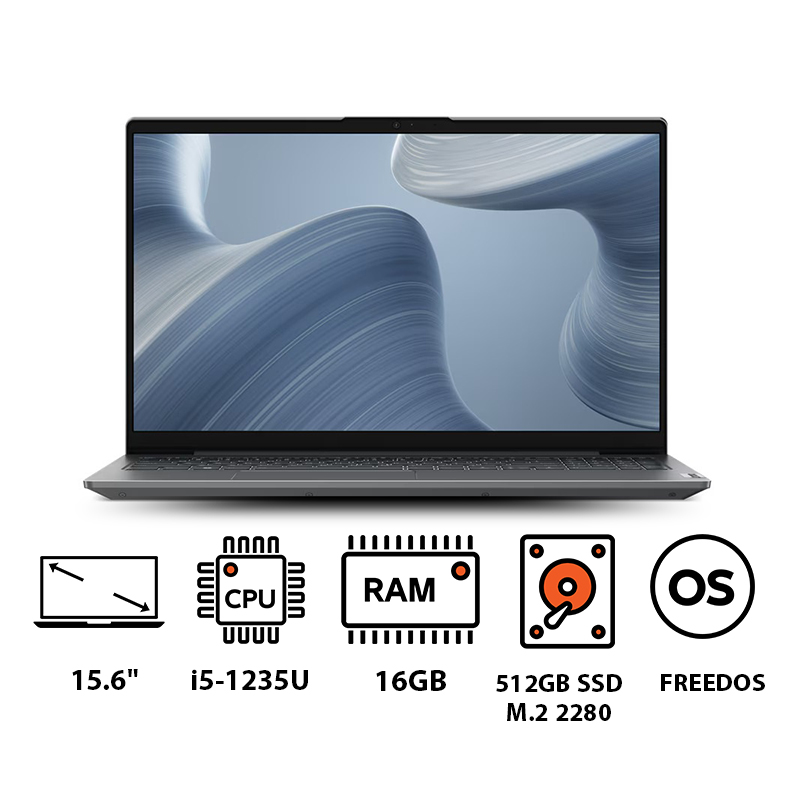 CPU
RAM
OS
15.6"
i5-1235U
16GB
512GB SSD
M.2 2280
FREEDOS